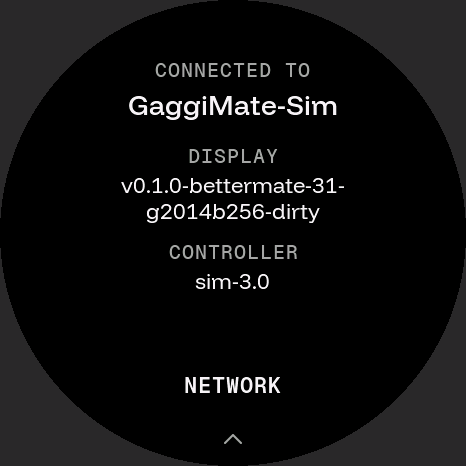 CONNECTED TO
GaggiMate-Sim
DISPLAY
v0.1.0-bettermate-31-
g2014b256-dirty
CONTROLLER
sim-3.0
NETWORK